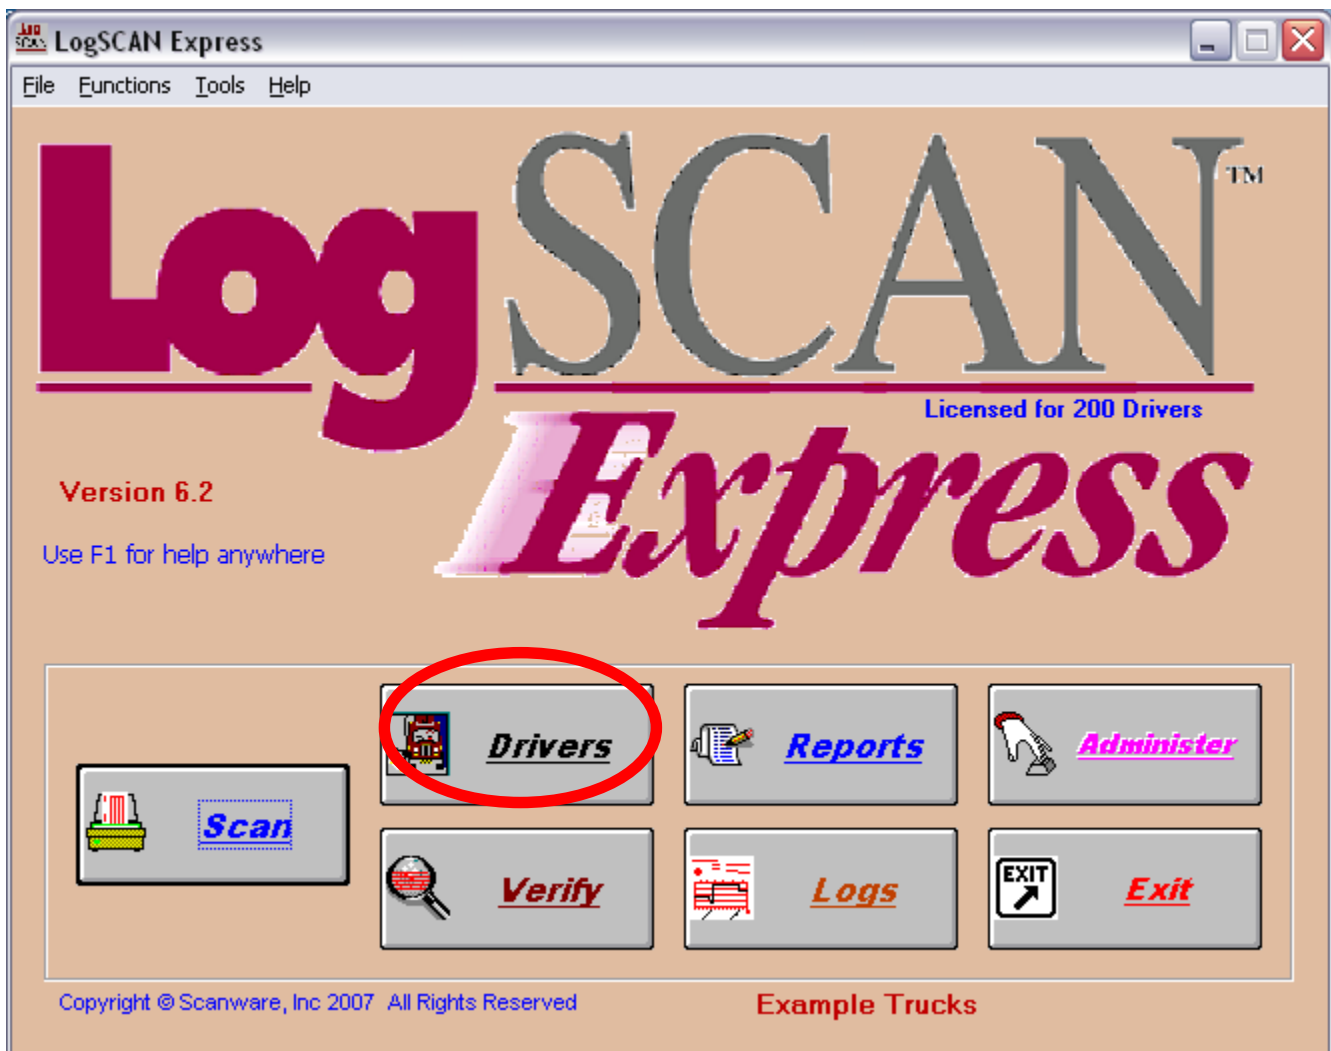 LogSCAN Express
File Functions Tools Help
LogSCAN™
Licensed for 200 Drivers
Express
Version 6.2
Use F1 for help anywhere
Drivers
Reports
Administer
Scan
Verify
Logs
EXIT
Exit
Copyright © Scanware, Inc 2007 All Rights Reserved
Example Trucks